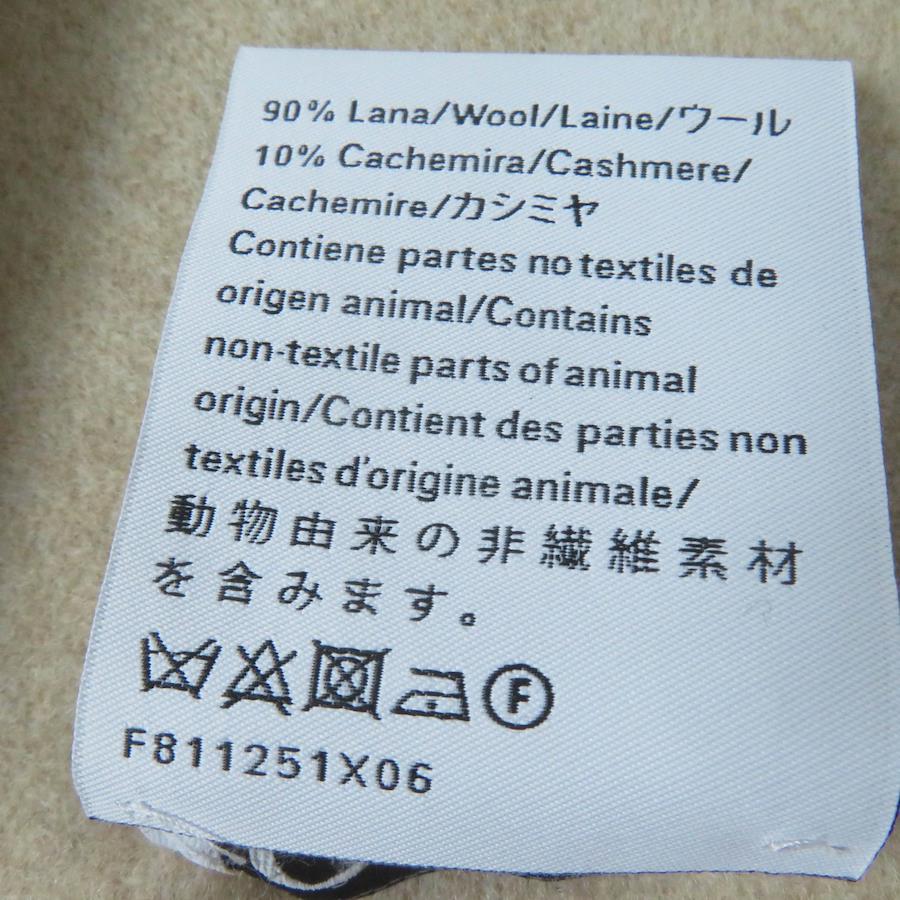 90% Lana/Wool/Laine/ウール
10% Cachemira/Cashmere/
Cachemire/カシミヤ
Contiene partes no textiles de
origen animal/Contains
non-textile parts of animal
origin/Contient des parties non
textiles d'origine animale/
動物由来の非繊維素材
を含みます。
F
F811251X06